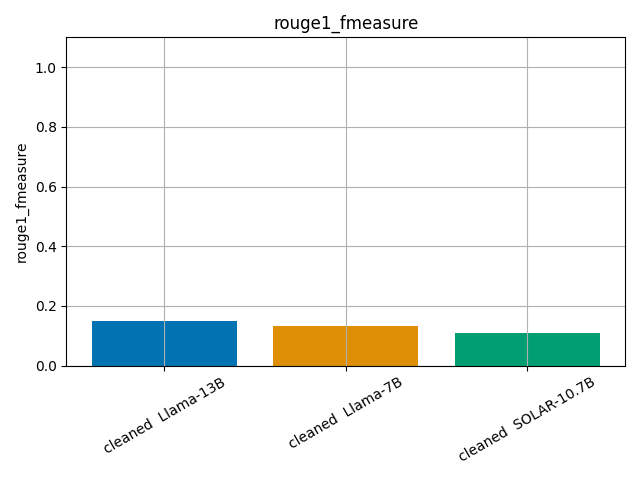 rouge1_fmeasure
rouge1_fmeasure
1.0
0.8
0.6
0.4
0.2
0.0
cleaned  Llama-13B
cleaned  Llama-7B
cleaned  SOLAR-10.7B